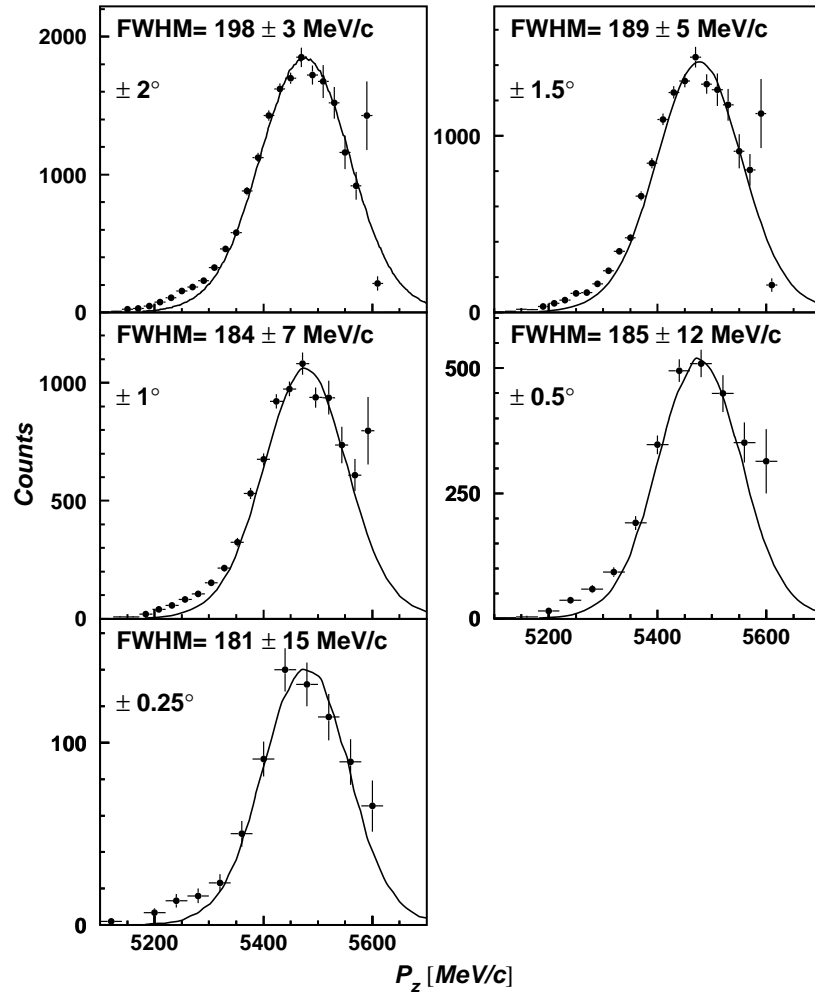 FWHM= 198 ± 3 MeV/c
± 2°
2000
1000
0
FWHM= 189 ± 5 MeV/c
± 1.5°
1000
0
FWHM= 184 ± 7 MeV/c
± 1°
1000
500
0
FWHM= 185 ± 12 MeV/c
± 0.5°
500
250
0
5200 5400 5600
FWHM= 181 ± 15 MeV/c
± 0.25°
100
0
5200 5400 5600
Counts
P_z [MeV/c]